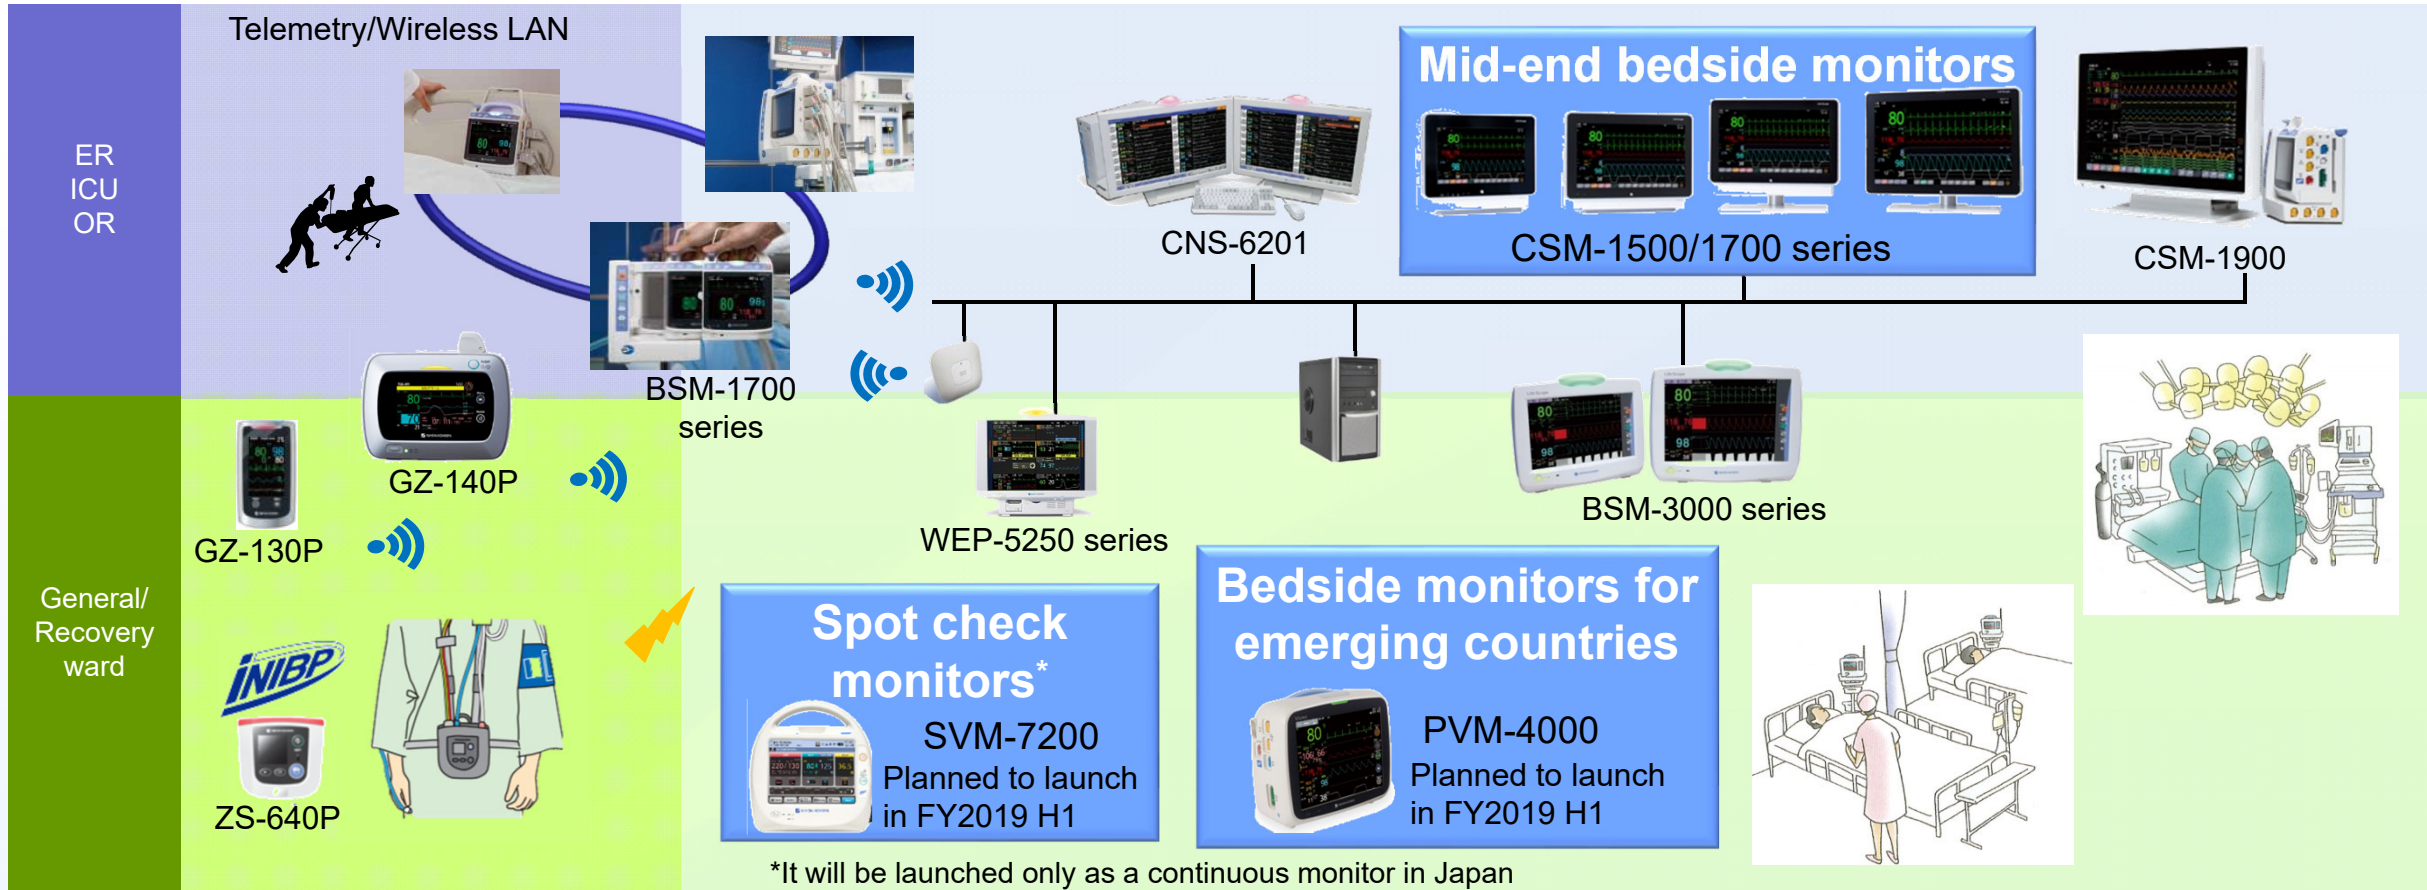 Telemetry/Wireless LAN
ER
ICU
OR
Mid-end bedside monitors
CSM-1500/1700 series
CNS-6201
CSM-1900
BSM-1700
series
GZ-140P
GZ-130P
WEP-5250 series
BSM-3000 series
General/
Recovery
ward
iNIBP
ZS-640P
Spot check
monitors*
SVM-7200
Planned to launch
in FY2019 H1
Bedside monitors for
emerging countries
PVM-4000
Planned to launch
in FY2019 H1
*It will be launched only as a continuous monitor in Japan